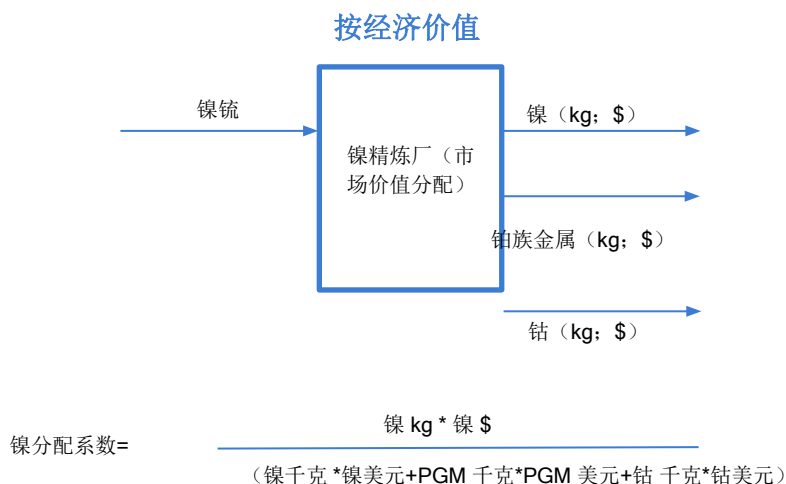 按经济价值
镍锍
镍（kg；$）
镍精炼厂（市
场价值分配）
铂族金属（kg；$）
钴（kg；$）
镍 kg * 镍 $
镍分配系数=
（镍千克 *镍美元+PGM 千克*PGM 美元+钴 千克*钴美元）